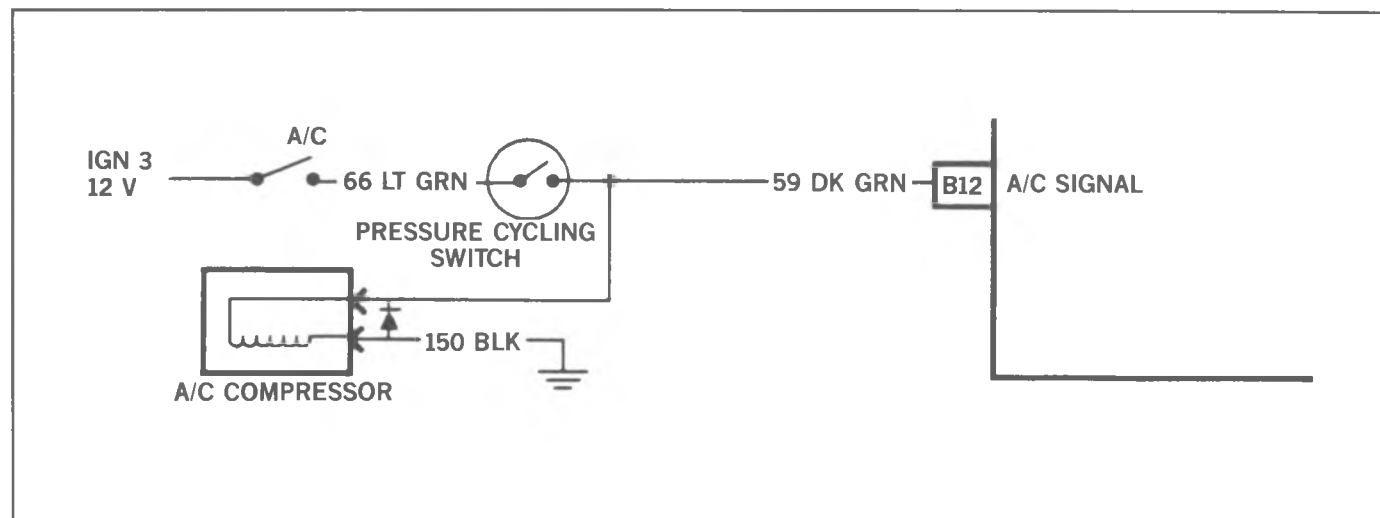 IGN 3
12 V
A/C
66 LT GRN
PRESSURE CYCLING
SWITCH
59 DK GRN
B12
A/C SIGNAL
150 BLK
A/C COMPRESSOR